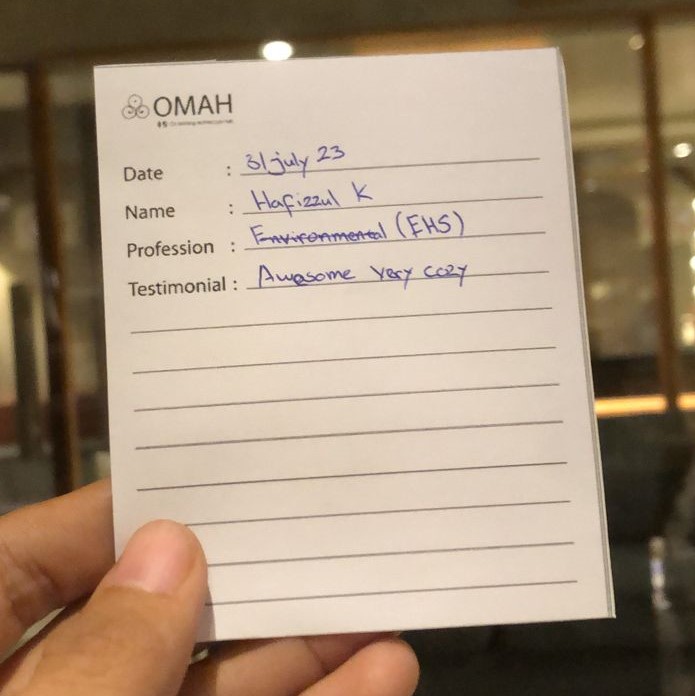 OMAH
Date : 31 july 23
Name : Hafizzul K
Profession : Environmental (EHS)
Testimonial : Awesome very cozy